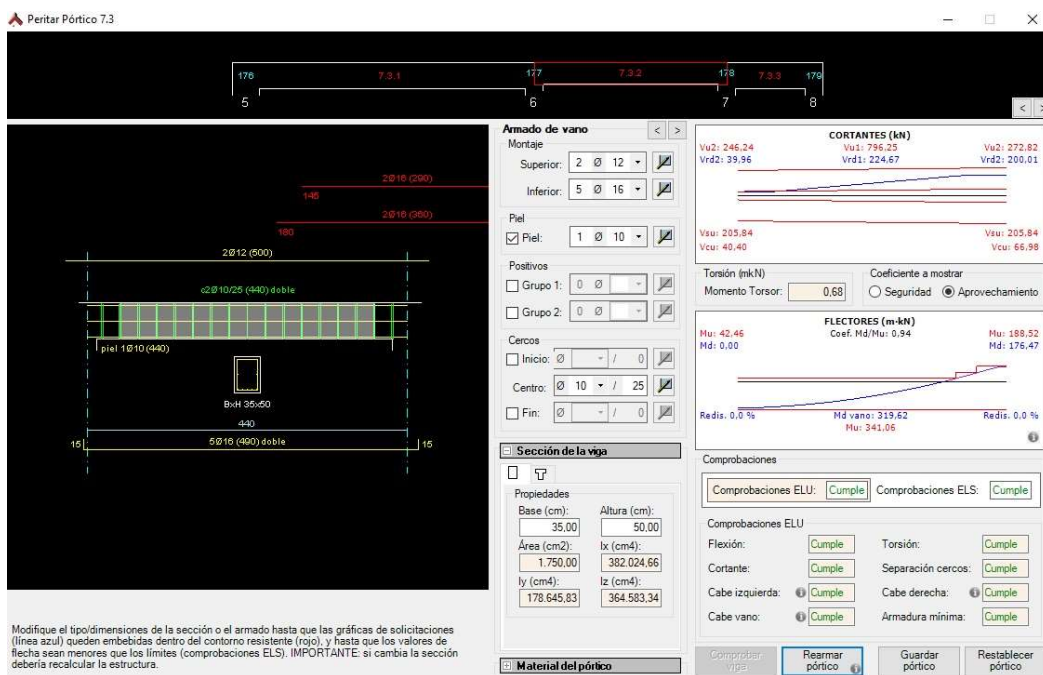 Peritar Pórtico 7.3
176 7.3.1 177 7.3.2 178 7.3.3 179
5 6 7 8
< >
2Ø16 (290)
145
2Ø16 (360)
180
2Ø12 (500)
c2Ø10/25 (440) doble
piel 1Ø10 (440)
BxH 35x50
440
15 5Ø16 (490) doble 15
Modifique el tipo/dimensiones de la sección o el armado hasta que las gráficas de solicitaciones
(línea azul) queden embebidas dentro del contorno resistente (rojo), y hasta que los valores de
flecha sean menores que los límites (comprobaciones ELS). IMPORTANTE: si cambia la sección
debería recalcular la estructura.
Armado de vano < >
Montaje
Superior: 2 Ø 12
Inferior: 5 Ø 16
Piel
Piel: 1 Ø 10
Positivos
Grupo 1: 0 Ø
Grupo 2: 0 Ø
Cercos
Inicio: Ø / 0
Centro: Ø 10 / 25
Fin: Ø / 0
Sección de la viga
Propiedades
Base (cm): Altura (cm):
35,00 50,00
Área (cm2): Ix (cm4):
1.750,00 382.024,66
Iy (cm4): Iz (cm4):
178.645,83 364.583,34
Material del pórtico
CORTANTES (kN)
Vu2: 246,24 Vu1: 796,25 Vu2: 272,82
Vrd2: 39,96 Vrd1: 224,67 Vrd2: 200,01
Vsu: 205,84 Vsu: 205,84
Vcu: 40,40 Vcu: 66,98
Torsión (mkN) Coeficiente a mostrar
Momento Torsor: 0,68 Seguridad Aprovechamiento
FLECTORES (m·kN)
Mu: 42,46 Coef. Md/Mu: 0,94 Mu: 188,52
Md: 0,00 Md: 176,47
Redis. 0,0 % Md vano: 319,62 Redis. 0,0 %
Mu: 341,06
Comprobaciones
Comprobaciones ELU: Cumple Comprobaciones ELS: Cumple
Comprobaciones ELU
Flexión: Cumple Torsión: Cumple
Cortante: Cumple Separación cercos: Cumple
Cabe izquierda: Cumple Cabe derecha: Cumple
Cabe vano: Cumple Armadura mínima: Cumple
Comprobar viga Rearmar pórtico Guardar pórtico Restablecer pórtico